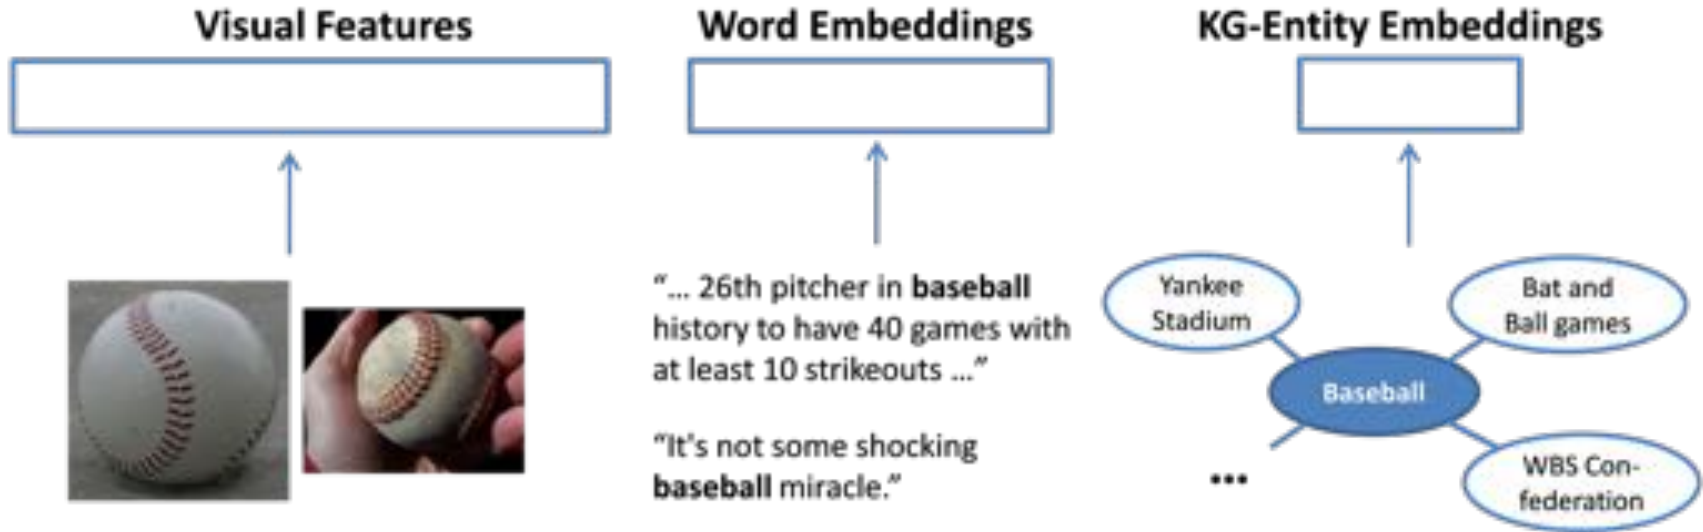 Visual Features
Word Embeddings
KG-Entity Embeddings
“... 26th pitcher in baseball
history to have 40 games with
at least 10 strikeouts ...”
“It's not some shocking
baseball miracle.”
Yankee
Stadium
Bat and
Ball games
Baseball
WBS Con-
federation
...